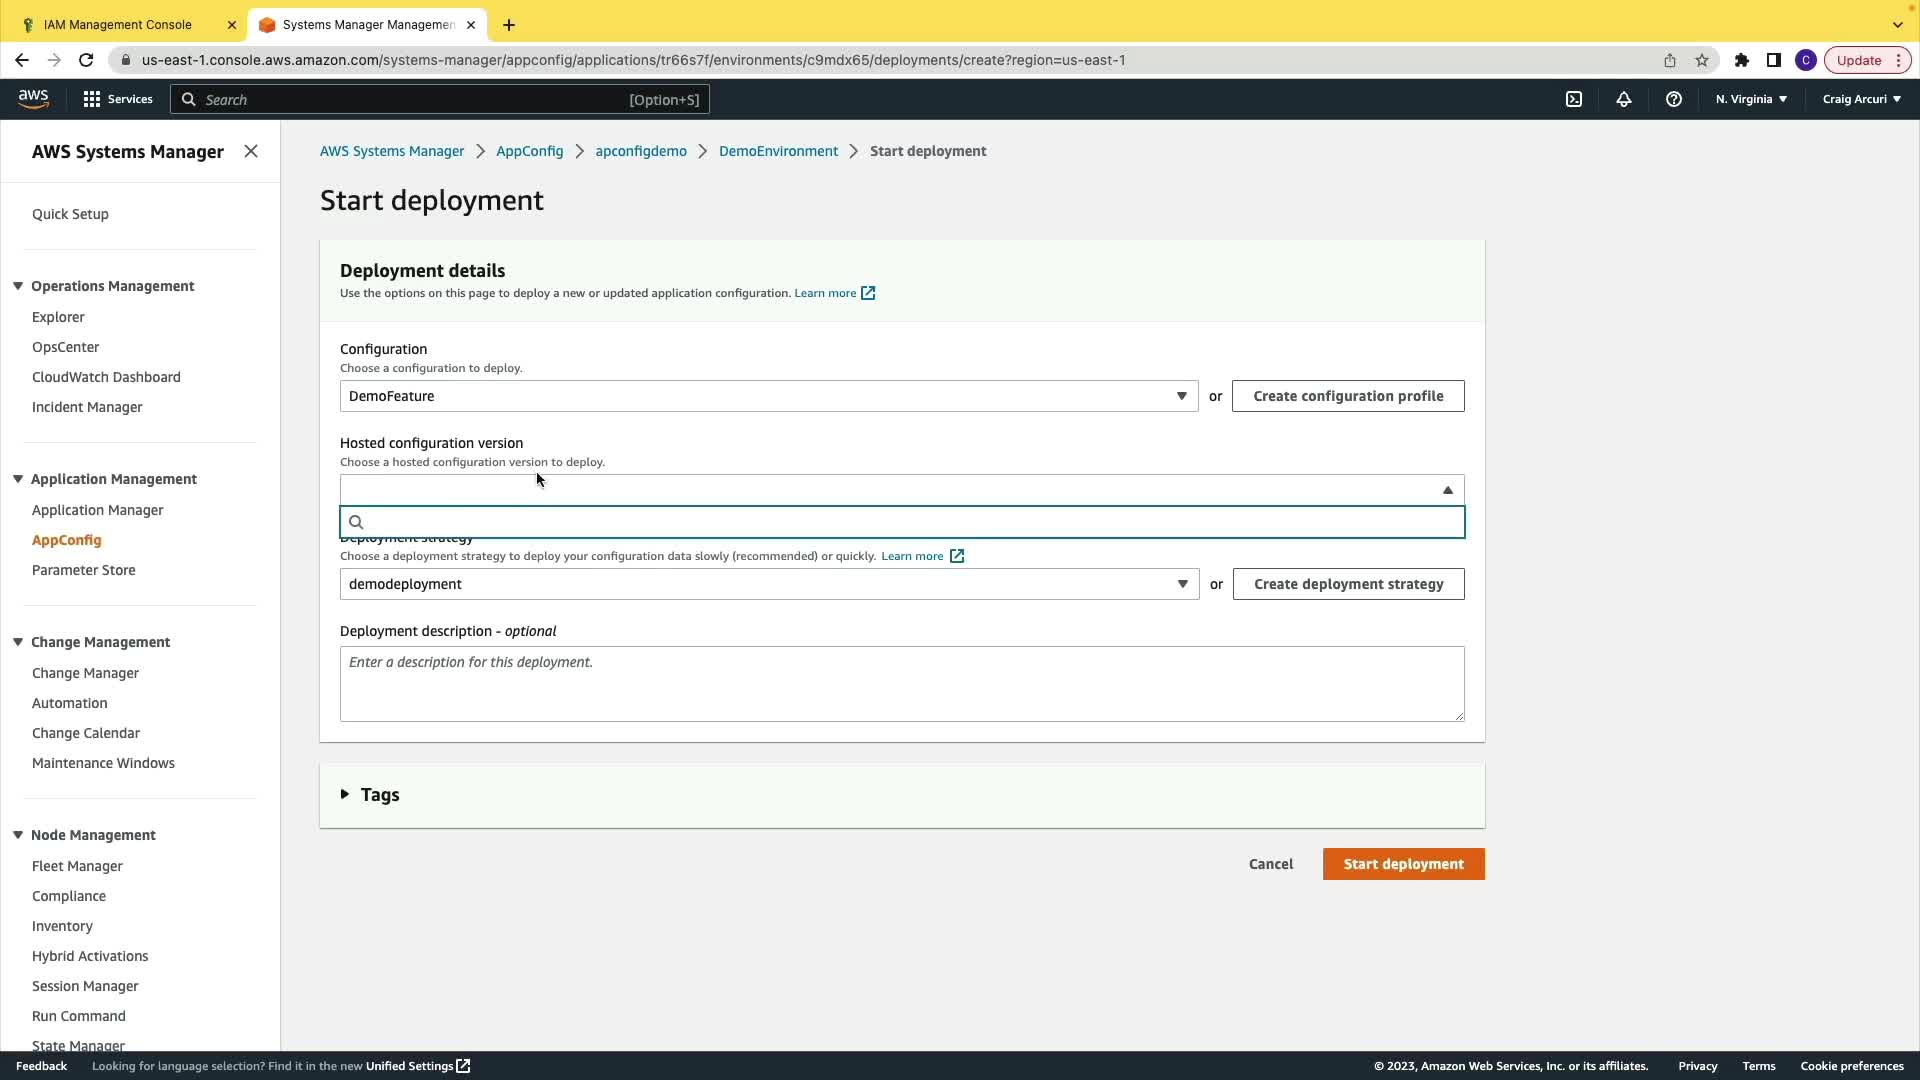 IAM Management Console
Systems Manager Managemen
us-east-1.console.aws.amazon.com/systems-manager/appconfig/applications/tr66s7f/environments/c9mdx65/deployments/create?region=us-east-1
C
Update
aws
Services
Search
[Option+S]
N. Virginia
Craig Arcuri
AWS Systems Manager
Quick Setup
Operations Management
Explorer
OpsCenter
CloudWatch Dashboard
Incident Manager
Application Management
Application Manager
AppConfig
Parameter Store
Change Management
Change Manager
Automation
Change Calendar
Maintenance Windows
Node Management
Fleet Manager
Compliance
Inventory
Hybrid Activations
Session Manager
Run Command
State Manager
AWS Systems Manager > AppConfig > apconfigdemo > DemoEnvironment > Start deployment
Start deployment
Deployment details
Use the options on this page to deploy a new or updated application configuration. Learn more
Configuration
Choose a configuration to deploy.
DemoFeature
or
Create configuration profile
Hosted configuration version
Choose a hosted configuration version to deploy.
Deployment strategy
Choose a deployment strategy to deploy your configuration data slowly (recommended) or quickly. Learn more
demodeployment
or
Create deployment strategy
Deployment description - optional
Enter a description for this deployment.
Tags
Cancel
Start deployment
Feedback
Looking for language selection? Find it in the new Unified Settings
© 2023, Amazon Web Services, Inc. or its affiliates.
Privacy
Terms
Cookie preferences